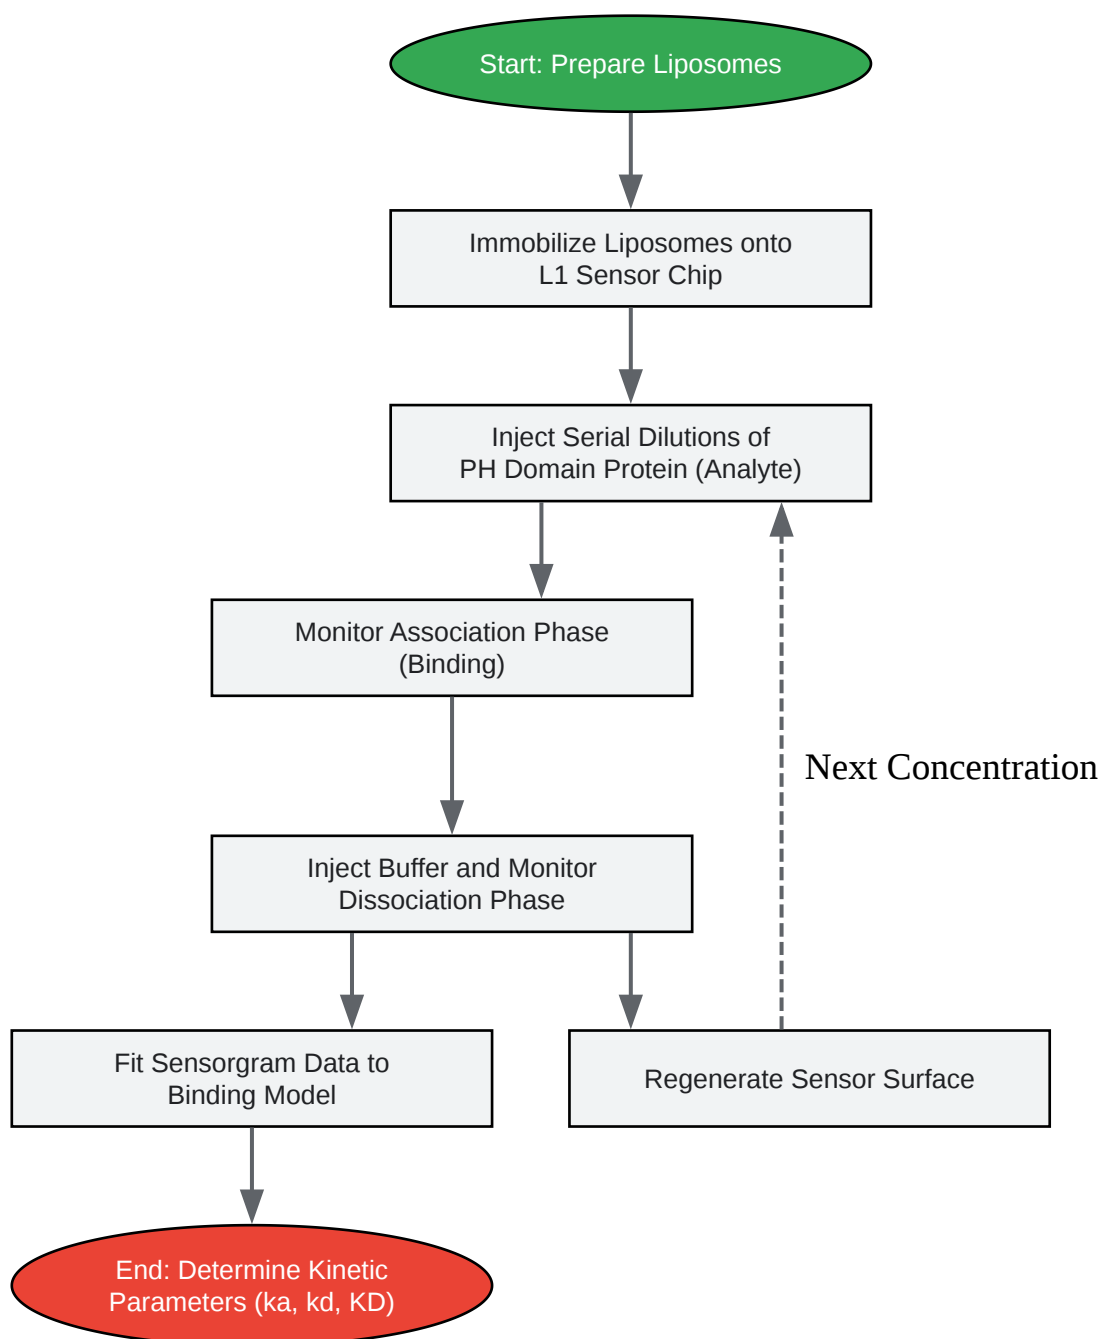 Start: Prepare Liposomes
Immobilize Liposomes onto
L1 Sensor Chip
Inject Serial Dilutions of
PH Domain Protein (Analyte)
Monitor Association Phase
(Binding)
Next Concentration
Inject Buffer and Monitor
Dissociation Phase
Fit Sensorgram Data to
Binding Model
Regenerate Sensor Surface
End: Determine Kinetic
Parameters (ka, kd, KD)